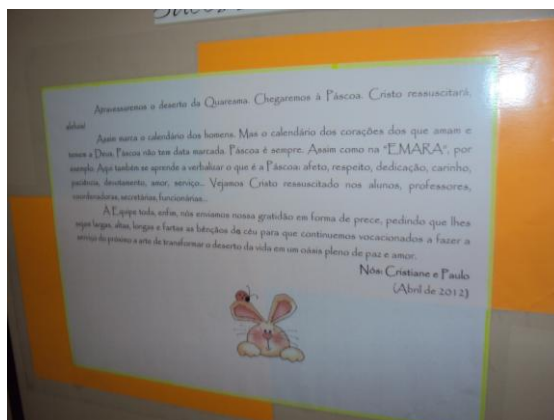 Atravessaremos o deserto da Quaresma. Chegaremos à Páscoa. Cristo ressuscitará,
aleluia!
Assim marca o calendário dos homens. Mas o calendário dos corações dos que amam e
temem a Deus, Páscoa não tem data marcada. Páscoa é sempre. Assim como na "EMARA", por
exemplo. Aqui também se aprende a verbalizar o que é a Páscoa: afeto, respeito, dedicação, carinho,
paciência, devotamento, amor, serviço... Vejamos Cristo ressuscitado nos alunos, professores,
coordenadoras, secretárias, funcionárias...
A Equipe toda, enfim, nós enviamos nossa gratidão em forma de prece, pedindo que lhes
sejam largas, altas, longas e fartas as bênçãos de céu para que continuemos vocacionados a fazer a
serviço do próximo a arte de transformar o deserto da vida em um oásis pleno de paz e amor.
Nós: Cristiane e Paulo
(Abril de 2012)